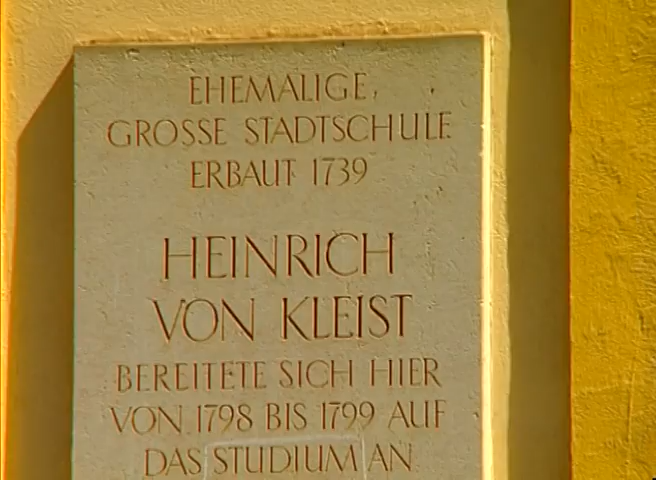 EHEMALIGE
GROSSE STADTSCHULE
ERBAUT 1739
HEINRICH
VON KLEIST
BEREITETE SICH HIER
VON 1798 BIS 1799 AUF
DAS STUDIUM AN